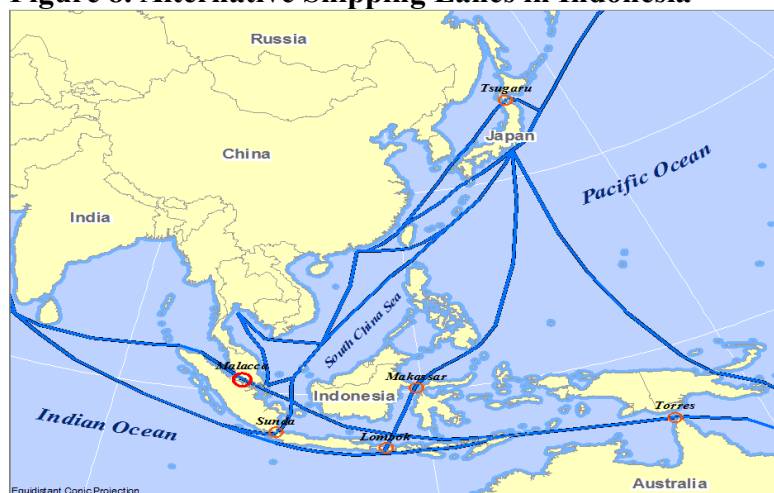 Figure 8. Alternative Shipping Lanes in Indonesia
Russia
Tsugaru
Japan
China
Pacific Ocean
India
South China Sea
Malacca
Makassar
Indonesia
Torres
Indian Ocean
Sunda
Lombok
Australia
Equidistant Conic Projection